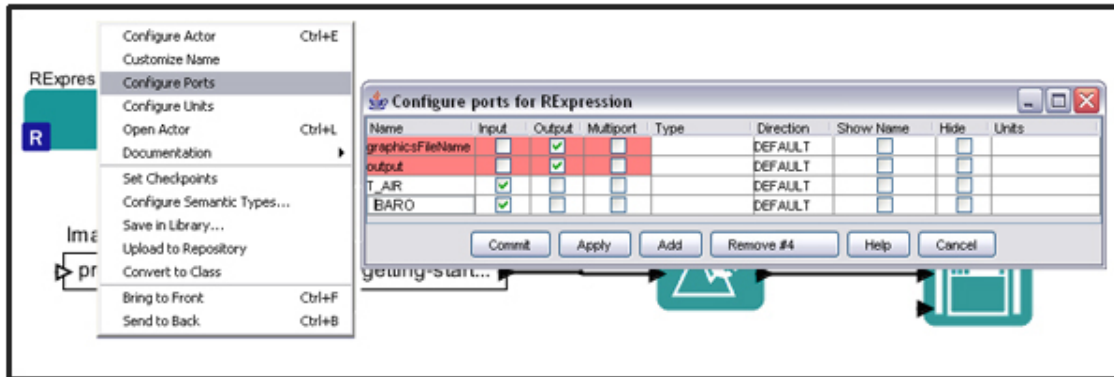 RExpres
R
Configure Actor Ctrl+E
Customize Name
Configure Ports
Configure Units
Open Actor Ctrl+L
Documentation
Set Checkpoints
Configure Semantic Types...
Save in Library...
Upload to Repository
Convert to Class
Bring to Front Ctrl+F
Send to Back Ctrl+B
Configure ports for RExpression
Name Input Output Multiport Type Direction Show Name Hide Units
graphicsFileName DEFAULT
output DEFAULT
T_AIR DEFAULT
BARO DEFAULT
Commit Apply Add Remove #4 Help Cancel
Ima
pr
getting-start...